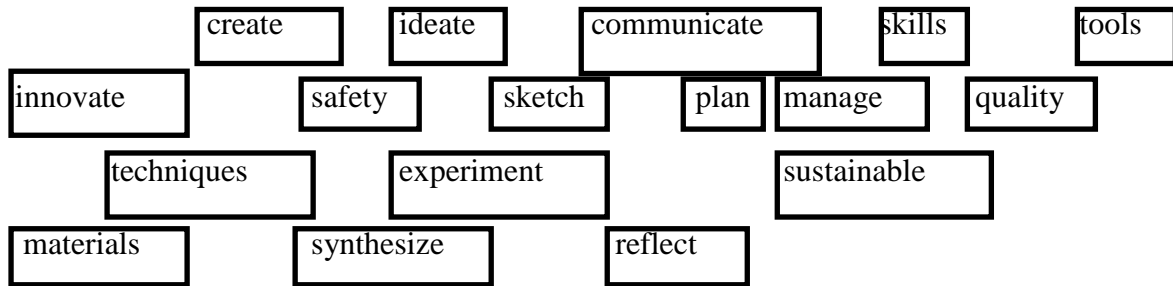 create ideate communicate skills tools
innovate safety sketch plan manage quality
techniques experiment sustainable
materials synthesize reflect